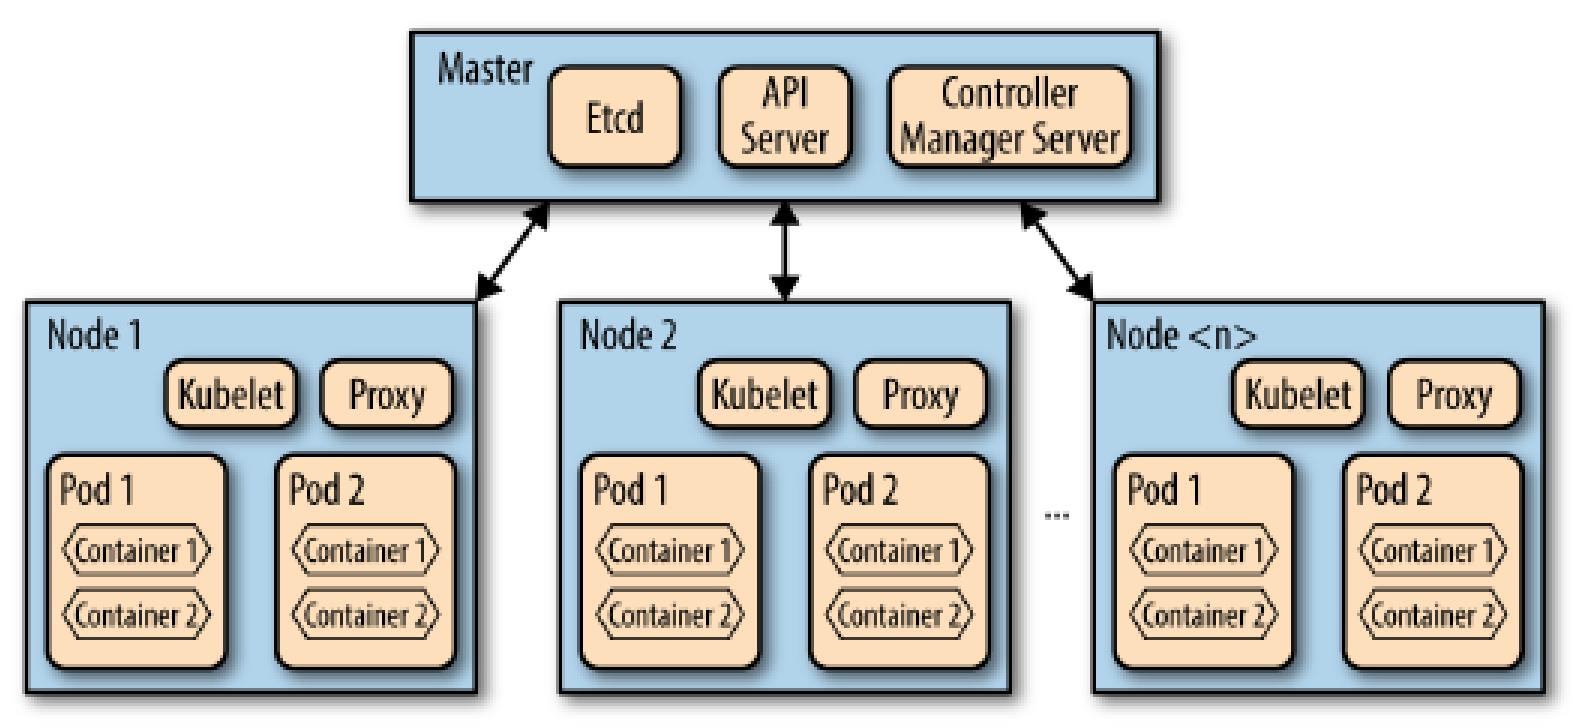 Master
Etcd
API
Server
Controller
Manager Server
Node 1
Kubelet
Proxy
Pod 1
Container 1
Container 2
Pod 2
Container 1
Container 2
Node 2
Kubelet
Proxy
Pod 1
Container 1
Container 2
Pod 2
Container 1
Container 2
...
Node <n>
Kubelet
Proxy
Pod 1
Container 1
Container 2
Pod 2
Container 1
Container 2